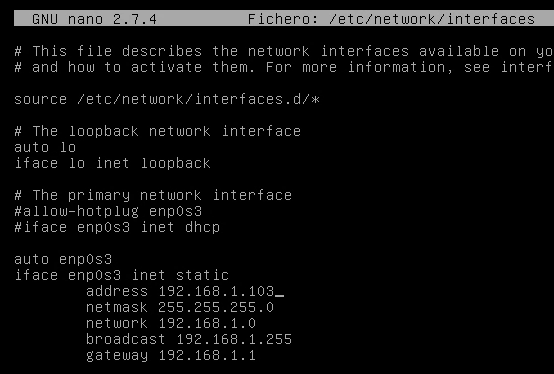 GNU nano 2.7.4 Fichero: /etc/network/interfaces
# This file describes the network interfaces available on yo
# and how to activate them. For more information, see interf
source /etc/network/interfaces.d/*
# The loopback network interface
auto lo
iface lo inet loopback
# The primary network interface
#allow-hotplug enp0s3
#iface enp0s3 inet dhcp
auto enp0s3
iface enp0s3 inet static
address 192.168.1.103_
netmask 255.255.255.0
network 192.168.1.0
broadcast 192.168.1.255
gateway 192.168.1.1